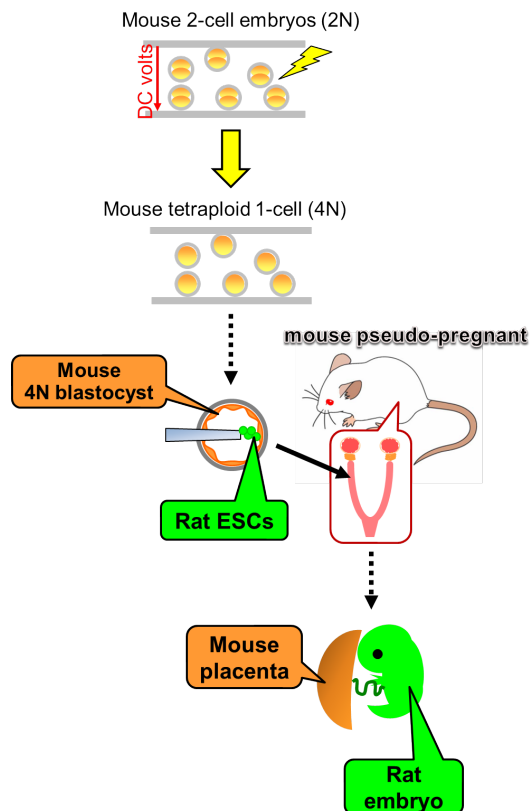 Mouse 2-cell embryos (2N)
DC volts
Mouse tetraploid 1-cell (4N)
mouse pseudo-pregnant
Mouse
4N blastocyst
Rat ESCs
Mouse
placenta
Rat
embryo